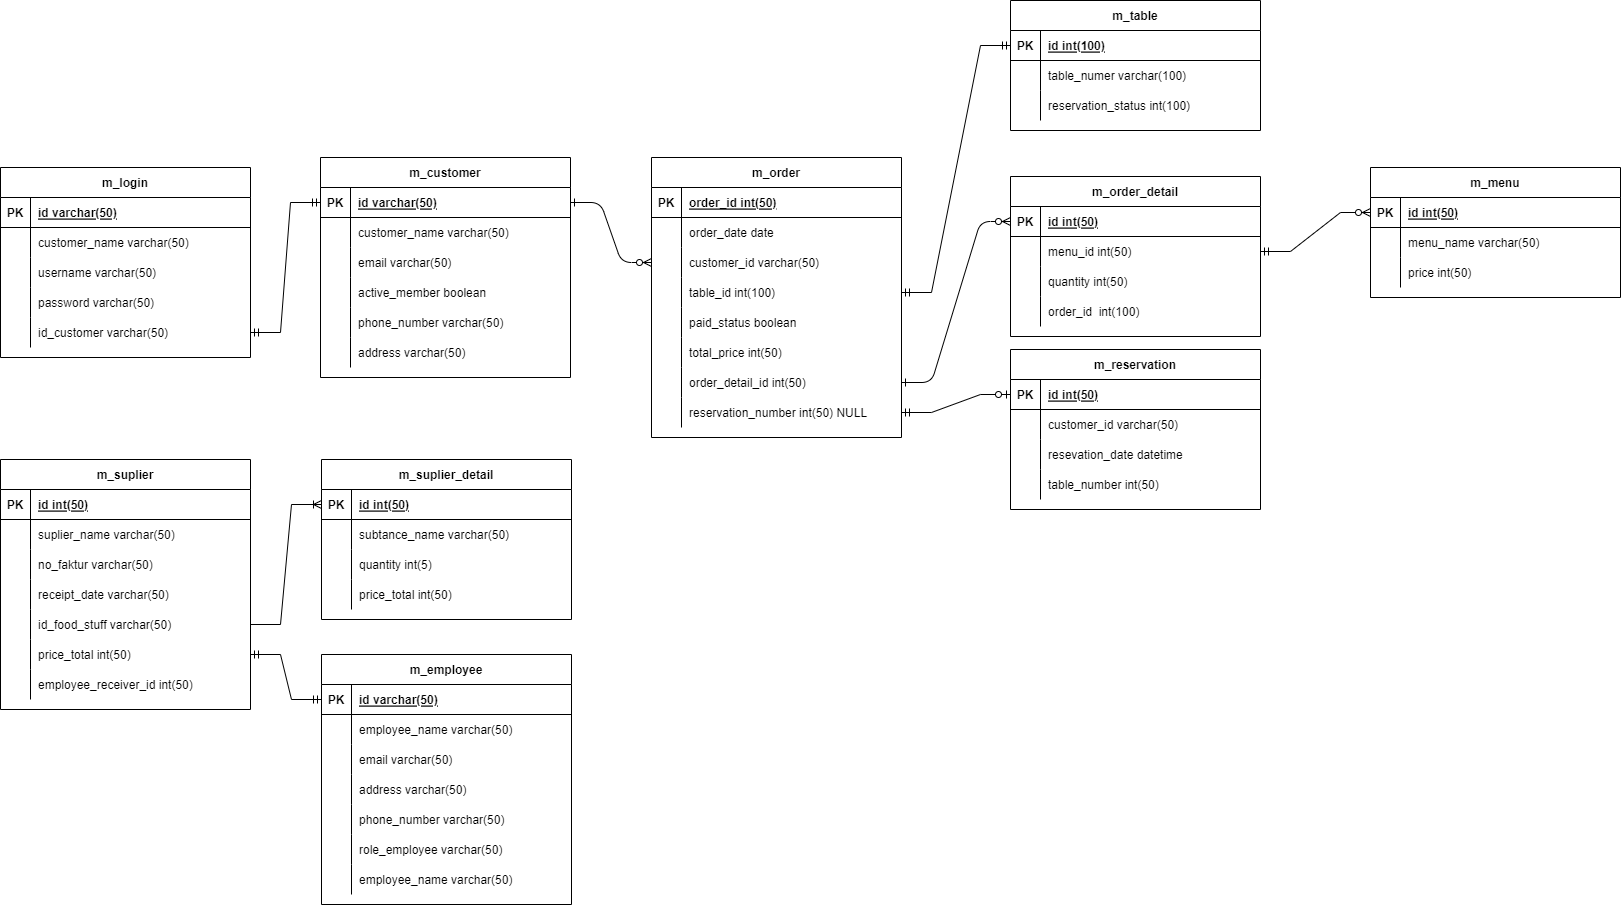 m_table
PK id int(100)
table_numer varchar(100)
reservation_status int(100)
m_login
PK id varchar(50)
customer_name varchar(50)
username varchar(50)
password varchar(50)
id_customer varchar(50)
m_customer
PK id varchar(50)
customer_name varchar(50)
email varchar(50)
active_member boolean
phone_number varchar(50)
address varchar(50)
m_order
PK order_id int(50)
order_date date
customer_id varchar(50)
table_id int(100)
paid_status boolean
total_price int(50)
order_detail_id int(50)
reservation_number int(50) NULL
m_order_detail
PK id int(50)
menu_id int(50)
quantity int(50)
order_id int(100)
m_menu
PK id int(50)
menu_name varchar(50)
price int(50)
m_reservation
PK id int(50)
customer_id varchar(50)
resevation_date datetime
table_number int(50)
m_suplier
PK id int(50)
suplier_name varchar(50)
no_faktur varchar(50)
receipt_date varchar(50)
id_food_stuff varchar(50)
price_total int(50)
employee_receiver_id int(50)
m_suplier_detail
PK id int(50)
subtance_name varchar(50)
quantity int(5)
price_total int(50)
m_employee
PK id varchar(50)
employee_name varchar(50)
email varchar(50)
address varchar(50)
phone_number varchar(50)
role_employee varchar(50)
employee_name varchar(50)